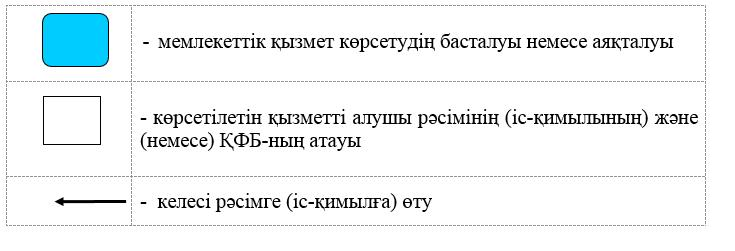 - мемлекеттік қызмет көрсетудің басталуы немесе аяқталуы
- көрсетілетін қызметті алушы рәсімінің (іс-қимылының) және
(немесе) ҚФБ-ның атауы
- келесі рәсімге (іс-қимылға) өту